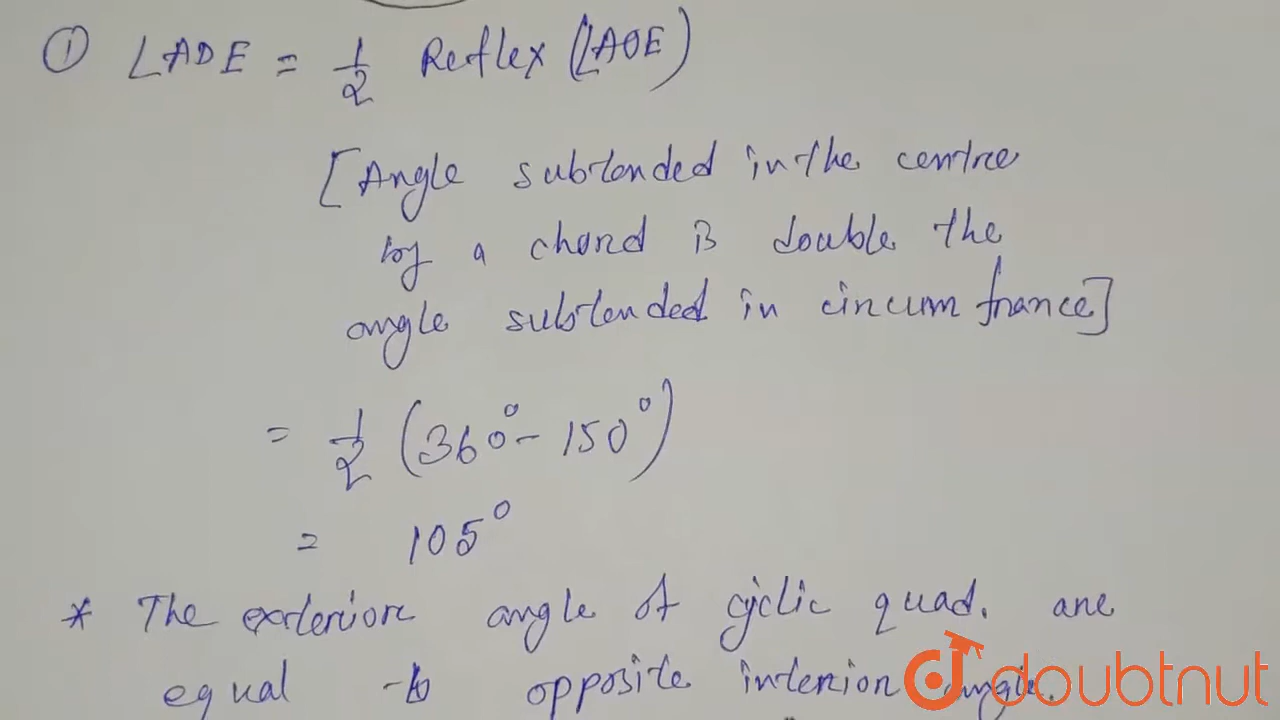 ① ∠ADE = 1/2 Reflex (∠AOE)
[Angle subtended in the centre
by a chord is double the
angle subtended in circumfrance]
= 1/2 (360° - 150°)
= 105°
* The exterior angle of cyclic quad. are
equal to opposite interior angle.
doubtnut